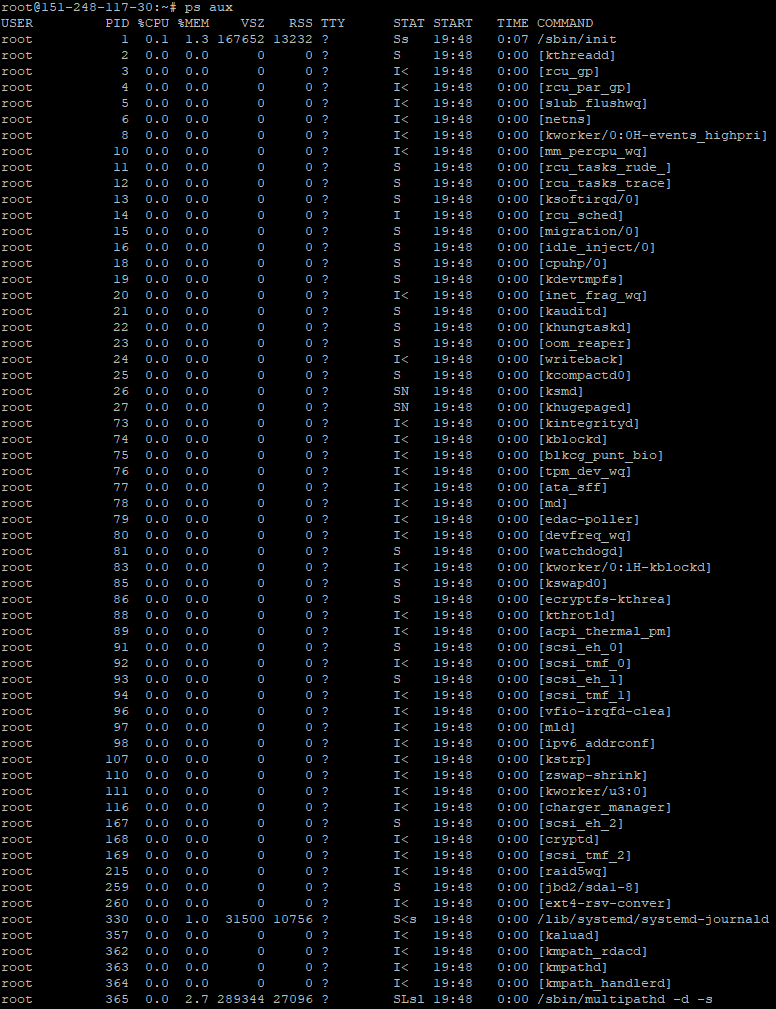 root@151-248-117-30:~# ps aux
USER PID %CPU %MEM VSZ RSS TTY STAT START TIME COMMAND
root 1 0.1 1.3 167652 13232 ? Ss 19:48 0:07 /sbin/init
root 2 0.0 0.0 0 0 ? S 19:48 0:00 [kthreadd]
root 3 0.0 0.0 0 0 ? I< 19:48 0:00 [rcu_gp]
root 4 0.0 0.0 0 0 ? I< 19:48 0:00 [rcu_par_gp]
root 5 0.0 0.0 0 0 ? I< 19:48 0:00 [slub_flushwq]
root 6 0.0 0.0 0 0 ? I< 19:48 0:00 [netns]
root 8 0.0 0.0 0 0 ? I< 19:48 0:00 [kworker/0:0H-events_highpri]
root 10 0.0 0.0 0 0 ? I< 19:48 0:00 [mm_percpu_wq]
root 11 0.0 0.0 0 0 ? S 19:48 0:00 [rcu_tasks_rude_]
root 12 0.0 0.0 0 0 ? S 19:48 0:00 [rcu_tasks_trace]
root 13 0.0 0.0 0 0 ? S 19:48 0:00 [ksoftirqd/0]
root 14 0.0 0.0 0 0 ? I 19:48 0:00 [rcu_sched]
root 15 0.0 0.0 0 0 ? S 19:48 0:00 [migration/0]
root 16 0.0 0.0 0 0 ? S 19:48 0:00 [idle_inject/0]
root 18 0.0 0.0 0 0 ? S 19:48 0:00 [cpuhp/0]
root 19 0.0 0.0 0 0 ? S 19:48 0:00 [kdevtmpfs]
root 20 0.0 0.0 0 0 ? I< 19:48 0:00 [inet_frag_wq]
root 21 0.0 0.0 0 0 ? S 19:48 0:00 [kauditd]
root 22 0.0 0.0 0 0 ? S 19:48 0:00 [khungtaskd]
root 23 0.0 0.0 0 0 ? S 19:48 0:00 [oom_reaper]
root 24 0.0 0.0 0 0 ? I< 19:48 0:00 [writeback]
root 25 0.0 0.0 0 0 ? S 19:48 0:00 [kcompactd0]
root 26 0.0 0.0 0 0 ? SN 19:48 0:00 [ksmd]
root 27 0.0 0.0 0 0 ? SN 19:48 0:00 [khugepaged]
root 73 0.0 0.0 0 0 ? I< 19:48 0:00 [kintegrityd]
root 74 0.0 0.0 0 0 ? I< 19:48 0:00 [kblockd]
root 75 0.0 0.0 0 0 ? I< 19:48 0:00 [blkcg_punt_bio]
root 76 0.0 0.0 0 0 ? I< 19:48 0:00 [tpm_dev_wq]
root 77 0.0 0.0 0 0 ? I< 19:48 0:00 [ata_sff]
root 78 0.0 0.0 0 0 ? I< 19:48 0:00 [md]
root 79 0.0 0.0 0 0 ? I< 19:48 0:00 [edac-poller]
root 80 0.0 0.0 0 0 ? I< 19:48 0:00 [devfreq_wq]
root 81 0.0 0.0 0 0 ? S 19:48 0:00 [watchdogd]
root 83 0.0 0.0 0 0 ? I< 19:48 0:00 [kworker/0:1H-kblockd]
root 85 0.0 0.0 0 0 ? S 19:48 0:00 [kswapd0]
root 86 0.0 0.0 0 0 ? S 19:48 0:00 [ecryptfs-kthrea]
root 88 0.0 0.0 0 0 ? I< 19:48 0:00 [kthrotld]
root 89 0.0 0.0 0 0 ? I< 19:48 0:00 [acpi_thermal_pm]
root 91 0.0 0.0 0 0 ? S 19:48 0:00 [scsi_eh_0]
root 92 0.0 0.0 0 0 ? I< 19:48 0:00 [scsi_tmf_0]
root 93 0.0 0.0 0 0 ? S 19:48 0:00 [scsi_eh_1]
root 94 0.0 0.0 0 0 ? I< 19:48 0:00 [scsi_tmf_1]
root 96 0.0 0.0 0 0 ? I< 19:48 0:00 [vfio-irqfd-clea]
root 97 0.0 0.0 0 0 ? I< 19:48 0:00 [mld]
root 98 0.0 0.0 0 0 ? I< 19:48 0:00 [ipv6_addrconf]
root 107 0.0 0.0 0 0 ? I< 19:48 0:00 [kstrp]
root 110 0.0 0.0 0 0 ? I< 19:48 0:00 [zswap-shrink]
root 111 0.0 0.0 0 0 ? I< 19:48 0:00 [kworker/u3:0]
root 116 0.0 0.0 0 0 ? I< 19:48 0:00 [charger_manager]
root 167 0.0 0.0 0 0 ? S 19:48 0:00 [scsi_eh_2]
root 168 0.0 0.0 0 0 ? I< 19:48 0:00 [cryptd]
root 169 0.0 0.0 0 0 ? I< 19:48 0:00 [scsi_tmf_2]
root 215 0.0 0.0 0 0 ? I< 19:48 0:00 [raid5wq]
root 259 0.0 0.0 0 0 ? S 19:48 0:00 [jbd2/sda1-8]
root 260 0.0 0.0 0 0 ? I< 19:48 0:00 [ext4-rsv-conver]
root 330 0.0 1.0 31500 10756 ? S<s 19:48 0:00 /lib/systemd/systemd-journald
root 357 0.0 0.0 0 0 ? I< 19:48 0:00 [kaluad]
root 362 0.0 0.0 0 0 ? I< 19:48 0:00 [kmpath_rdacd]
root 363 0.0 0.0 0 0 ? I< 19:48 0:00 [kmpathd]
root 364 0.0 0.0 0 0 ? I< 19:48 0:00 [kmpath_handlerd]
root 365 0.0 2.7 289344 27096 ? SLsl 19:48 0:00 /sbin/multipathd -d -s